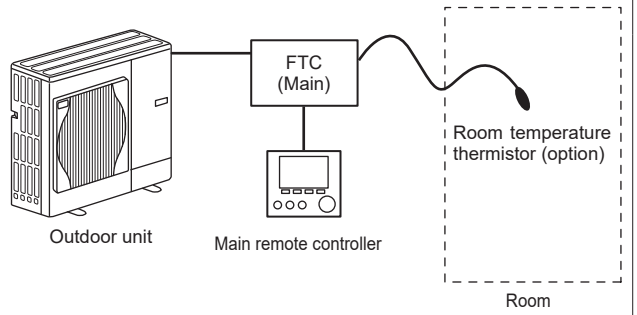 FTC
(Main)
Room temperature
thermistor (option)
Outdoor unit
Main remote controller
Room